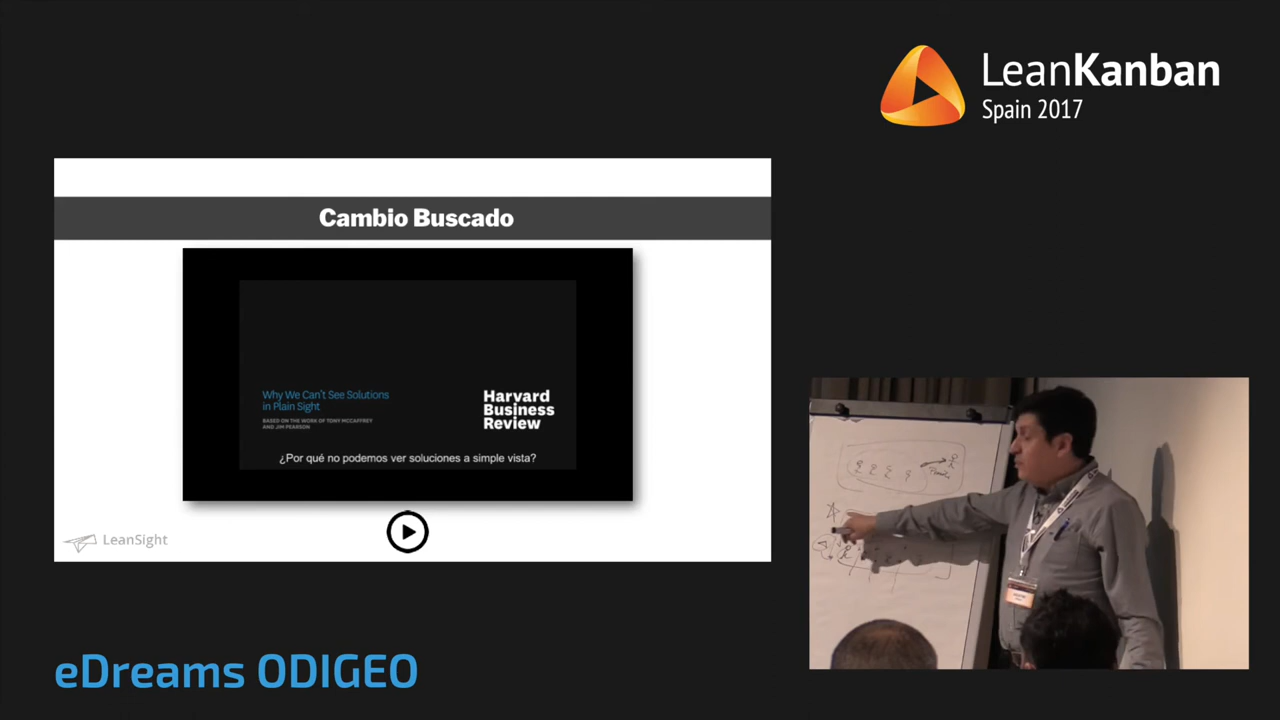 LeanKanban
Spain 2017
Cambio Buscado
Why We Can't See Solutions
in Plain Sight
BASED ON THE WORK OF TONY MCCAFFREY
AND JIM PEARSON
Harvard
Business
Review
¿Por qué no podemos ver soluciones a simple vista?
LeanSight
eDreams ODIGEO